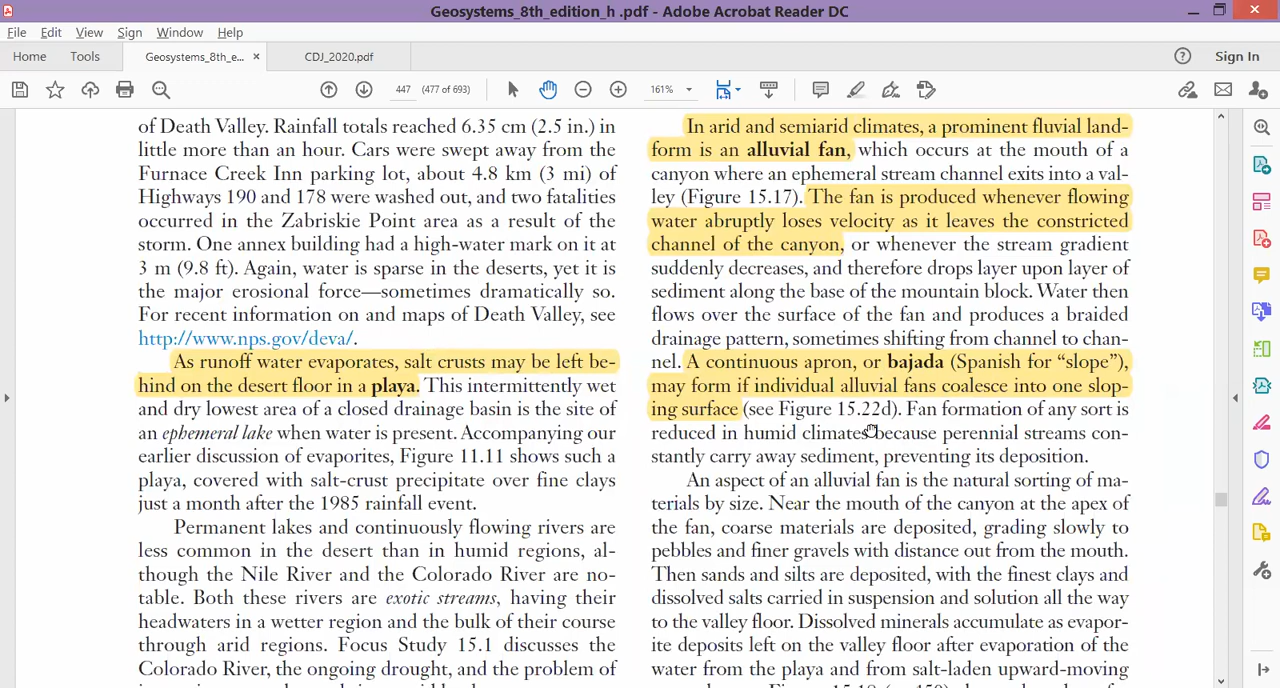 Geosystems_8th_edition_h .pdf - Adobe Acrobat Reader DC
File Edit View Sign Window Help
Home Tools Geosystems_8th_e... × CDJ_2020.pdf Sign In
447 (477 of 693) 161%
of Death Valley. Rainfall totals reached 6.35 cm (2.5 in.) in
little more than an hour. Cars were swept away from the
Furnace Creek Inn parking lot, about 4.8 km (3 mi) of
Highways 190 and 178 were washed out, and two fatalities
occurred in the Zabriskie Point area as a result of the
storm. One annex building had a high-water mark on it at
3 m (9.8 ft). Again, water is sparse in the deserts, yet it is
the major erosional force—sometimes dramatically so.
For recent information on and maps of Death Valley, see
http://www.nps.gov/deva/.
As runoff water evaporates, salt crusts may be left be-
hind on the desert floor in a playa. This intermittently wet
and dry lowest area of a closed drainage basin is the site of
an ephemeral lake when water is present. Accompanying our
earlier discussion of evaporites, Figure 11.11 shows such a
playa, covered with salt-crust precipitate over fine clays
just a month after the 1985 rainfall event.
Permanent lakes and continuously flowing rivers are
less common in the desert than in humid regions, al-
though the Nile River and the Colorado River are no-
table. Both these rivers are exotic streams, having their
headwaters in a wetter region and the bulk of their course
through arid regions. Focus Study 15.1 discusses the
Colorado River, the ongoing drought, and the problem of
In arid and semiarid climates, a prominent fluvial land-
form is an alluvial fan, which occurs at the mouth of a
canyon where an ephemeral stream channel exits into a val-
ley (Figure 15.17). The fan is produced whenever flowing
water abruptly loses velocity as it leaves the constricted
channel of the canyon, or whenever the stream gradient
suddenly decreases, and therefore drops layer upon layer of
sediment along the base of the mountain block. Water then
flows over the surface of the fan and produces a braided
drainage pattern, sometimes shifting from channel to chan-
nel. A continuous apron, or bajada (Spanish for “slope”),
may form if individual alluvial fans coalesce into one slop-
ing surface (see Figure 15.22d). Fan formation of any sort is
reduced in humid climates because perennial streams con-
stantly carry away sediment, preventing its deposition.
An aspect of an alluvial fan is the natural sorting of ma-
terials by size. Near the mouth of the canyon at the apex of
the fan, coarse materials are deposited, grading slowly to
pebbles and finer gravels with distance out from the mouth.
Then sands and silts are deposited, with the finest clays and
dissolved salts carried in suspension and solution all the way
to the valley floor. Dissolved minerals accumulate as evapor-
ite deposits left on the valley floor after evaporation of the
water from the playa and from salt-laden upward-moving